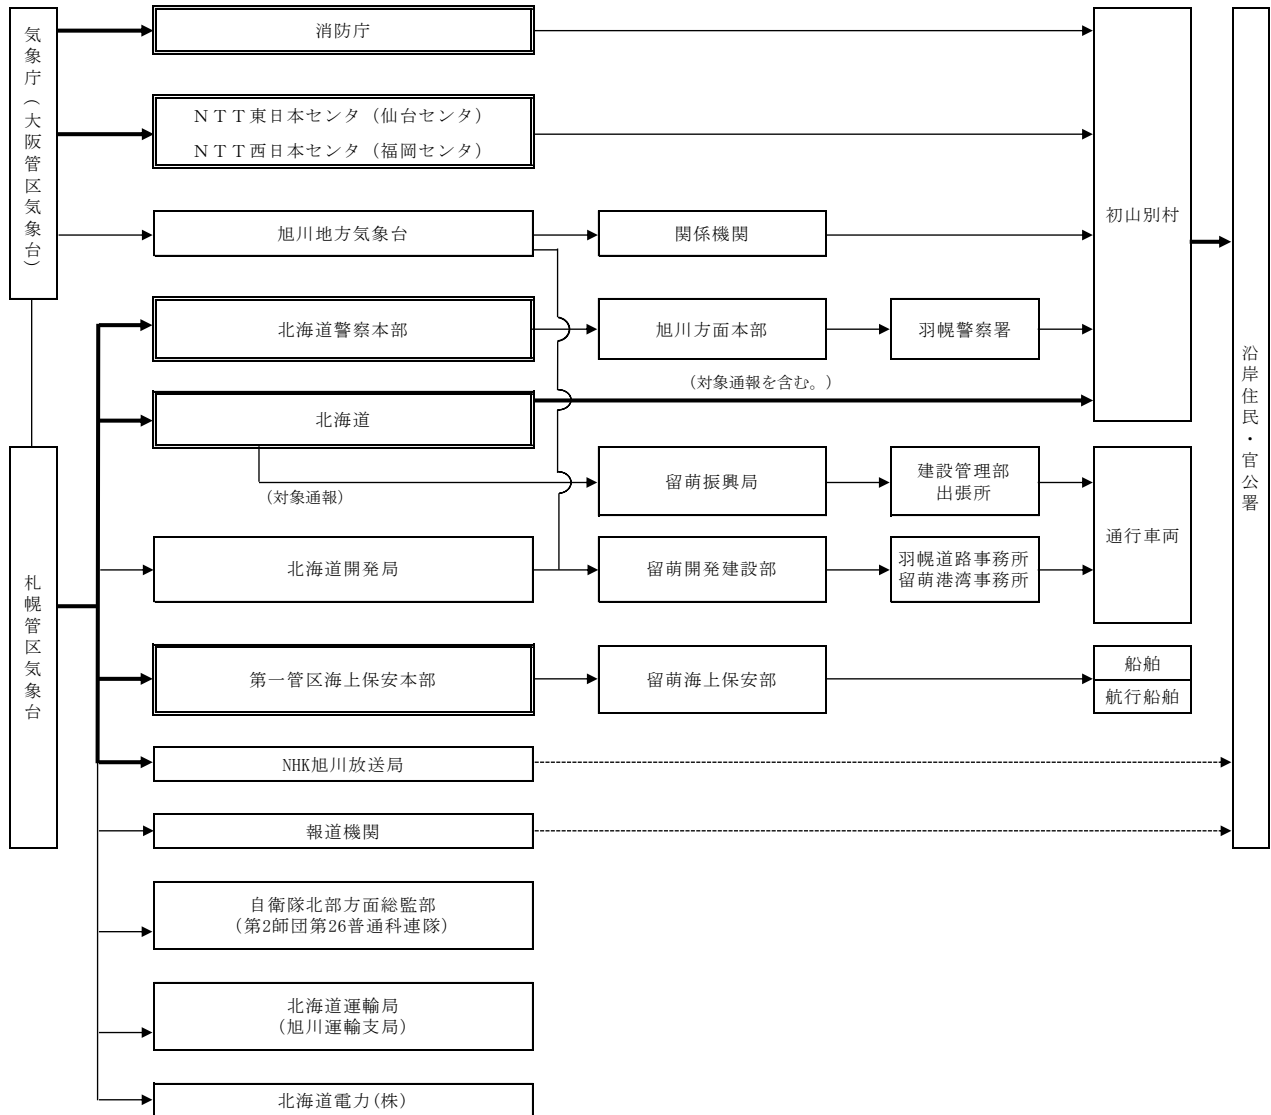 気象庁(大阪管区気象台)
札幌管区気象台
消防庁
NTT東日本センタ(仙台センタ)
NTT西日本センタ(福岡センタ)
旭川地方気象台
関係機関
北海道警察本部
旭川方面本部
羽幌警察署
(対象通報を含む。)
北海道
(対象通報)
留萌振興局
建設管理部
出張所
北海道開発局
留萌開発建設部
羽幌道路事務所
留萌港湾事務所
第一管区海上保安本部
留萌海上保安部
NHK旭川放送局
報道機関
自衛隊北部方面総監部
(第2師団第26普通科連隊)
北海道運輸局
(旭川運輸支局)
北海道電力(株)
初山別村
通行車両
船舶
航行船舶
沿岸住民・官公署